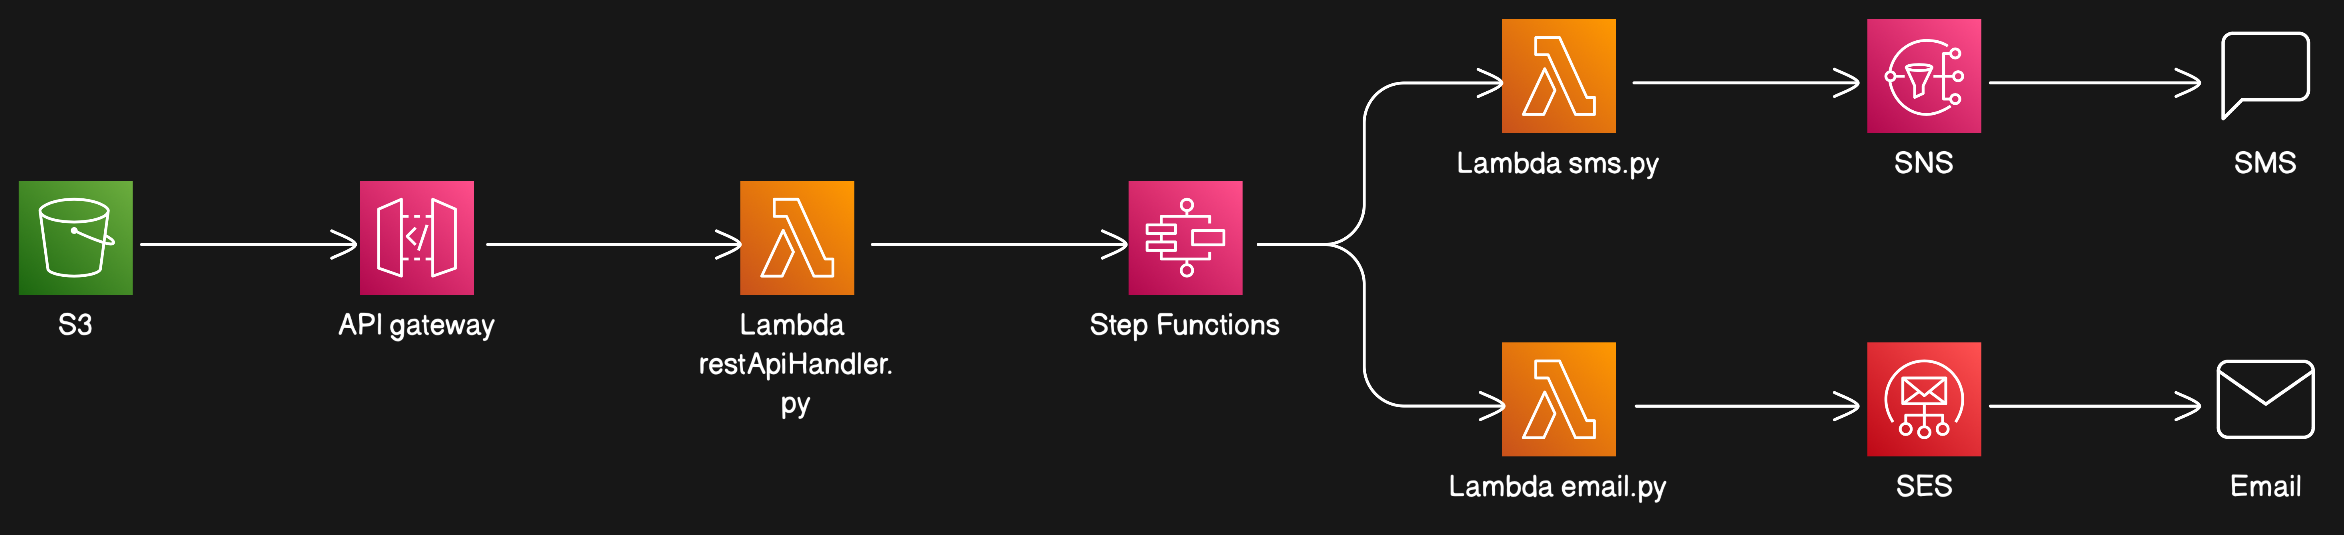 S3
API gateway
Lambda
restApiHandler.
py
Step Functions
Lambda sms.py
SNS
SMS
Lambda email.py
SES
Email